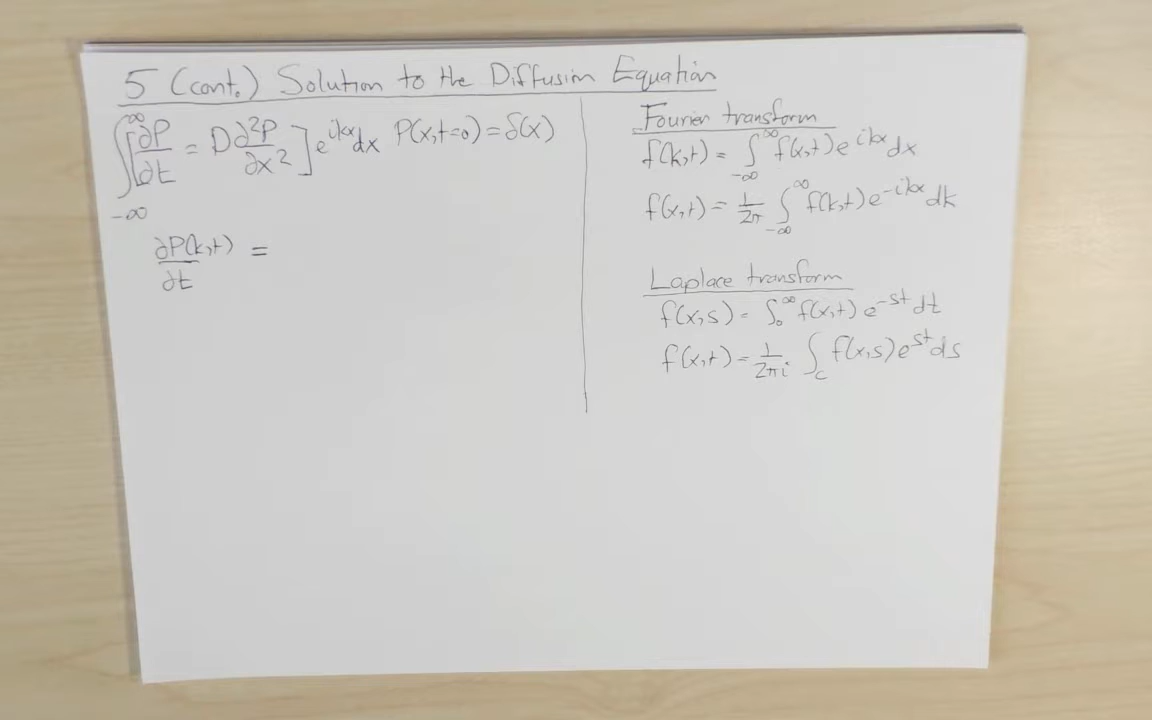 5 (cont.) Solution to the Diffusion Equation
∫_{-∞}^{∞} [∂P/∂t = D ∂²P/∂x²] e^{ikx} dx P(x,t=0) = δ(x)
∂P(k,t)/∂t =
Fourier transform
f(k,t) = ∫_{-∞}^{∞} f(x,t) e^{ikx} dx
f(x,t) = 1/2π ∫_{-∞}^{∞} f(k,t) e^{-ikx} dk
Laplace transform
f(x,s) = ∫_0^∞ f(x,t) e^{-st} dt
f(x,t) = 1/2πi ∫_c f(x,s) e^{st} ds